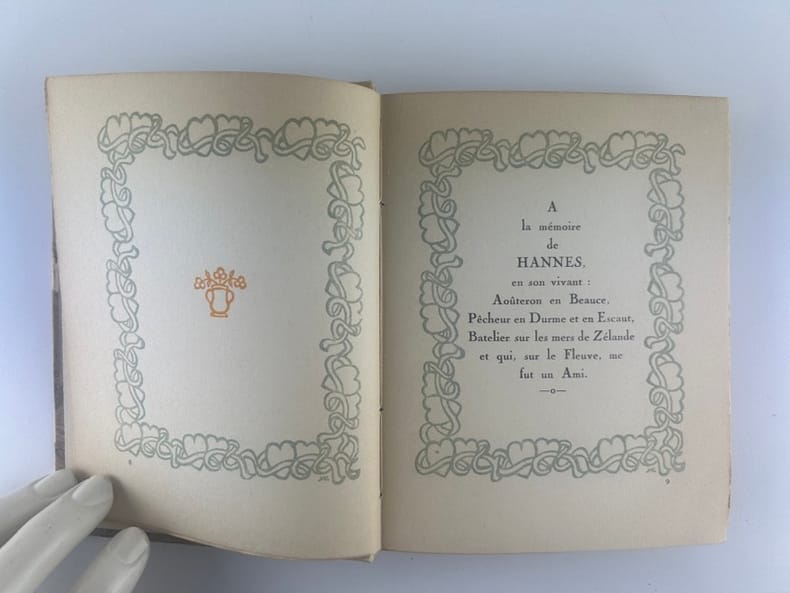 8
A
la mémoire
de
HANNES,
en son vivant :
Aoûteron en Beauce,
Pêcheur en Durme et en Escaut,
Batelier sur les mers de Zélande
et qui, sur le Fleuve, me
fut un Ami.
—o—
9